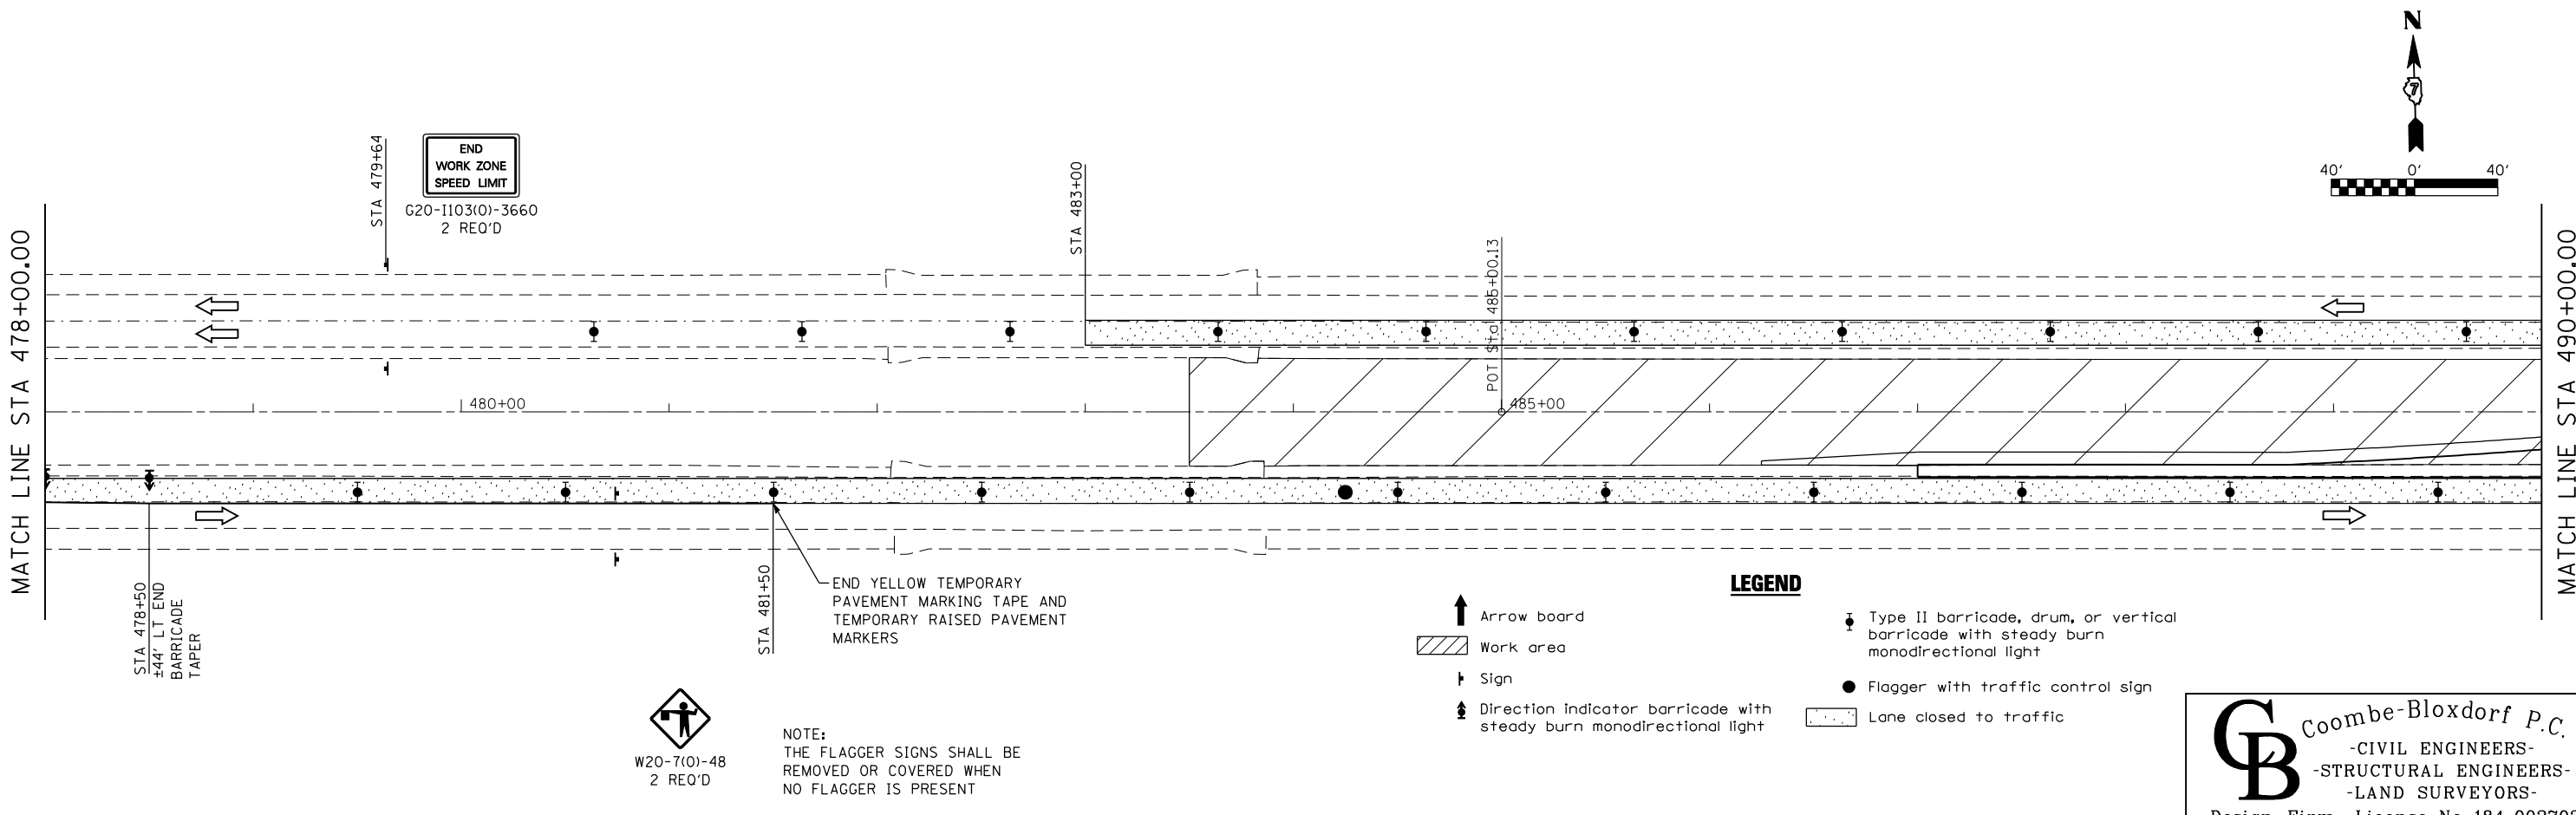 N
7
40' 0' 40'
STA 479+64
END
WORK ZONE
SPEED LIMIT
G20-I103(0)-3660
2 REQ'D
STA 483+00
POT Sta 485+00.13
MATCH LINE STA 478+00.00
MATCH LINE STA 490+00.00
480+00
485+00
STA 478+50
±44' LT END
BARRICADE
TAPER
STA 481+50
END YELLOW TEMPORARY
PAVEMENT MARKING TAPE AND
TEMPORARY RAISED PAVEMENT
MARKERS
W20-7(0)-48
2 REQ'D
NOTE:
THE FLAGGER SIGNS SHALL BE
REMOVED OR COVERED WHEN
NO FLAGGER IS PRESENT
LEGEND
Arrow board
Work area
Sign
Direction indicator barricade with
steady burn monodirectional light
Type II barricade, drum, or vertical
barricade with steady burn
monodirectional light
Flagger with traffic control sign
Lane closed to traffic
CB
Coombe-Bloxdorf P.C.
-CIVIL ENGINEERS-
-STRUCTURAL ENGINEERS-
-LAND SURVEYORS-
Design Firm License No.